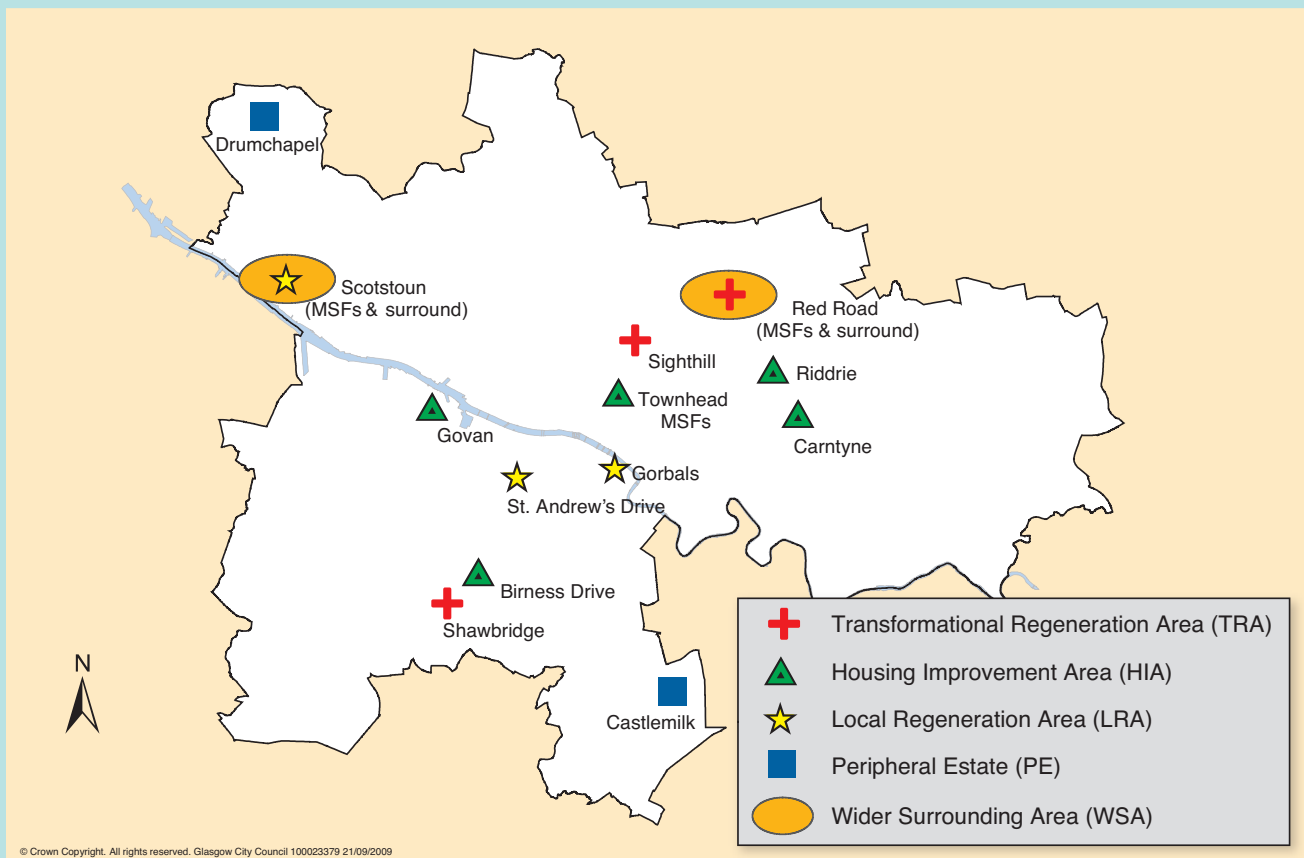 Drumchapel
Scotstoun
(MSFs & surround)
Red Road
(MSFs & surround)
Sighthill
Riddrie
Townhead
MSFs
Govan
Carntyne
Gorbals
St. Andrew's Drive
Birness Drive
Shawbridge
Castlemilk
N
Transformational Regeneration Area (TRA)
Housing Improvement Area (HIA)
Local Regeneration Area (LRA)
Peripheral Estate (PE)
Wider Surrounding Area (WSA)
© Crown Copyright. All rights reserved. Glasgow City Council 100023379 21/09/2009